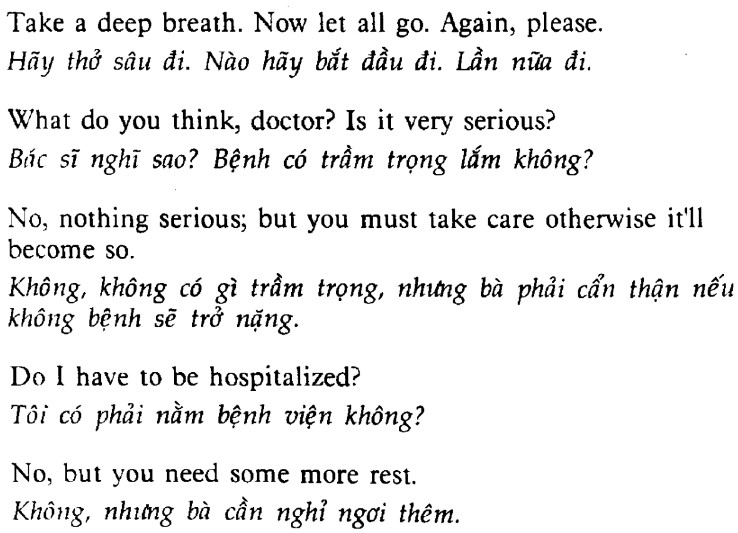 Take a deep breath. Now let all go. Again, please.
Hãy thở sâu đi. Nào hãy bắt đầu đi. Lần nữa đi.
What do you think, doctor? Is it very serious?
Bác sĩ nghĩ sao? Bệnh có trầm trọng lắm không?
No, nothing serious; but you must take care otherwise it'll
become so.
Không, không có gì trầm trọng, nhưng bà phải cẩn thận nếu
không bệnh sẽ trở nặng.
Do I have to be hospitalized?
Tôi có phải nằm bệnh viện không?
No, but you need some more rest.
Không, nhưng bà cần nghỉ ngơi thêm.